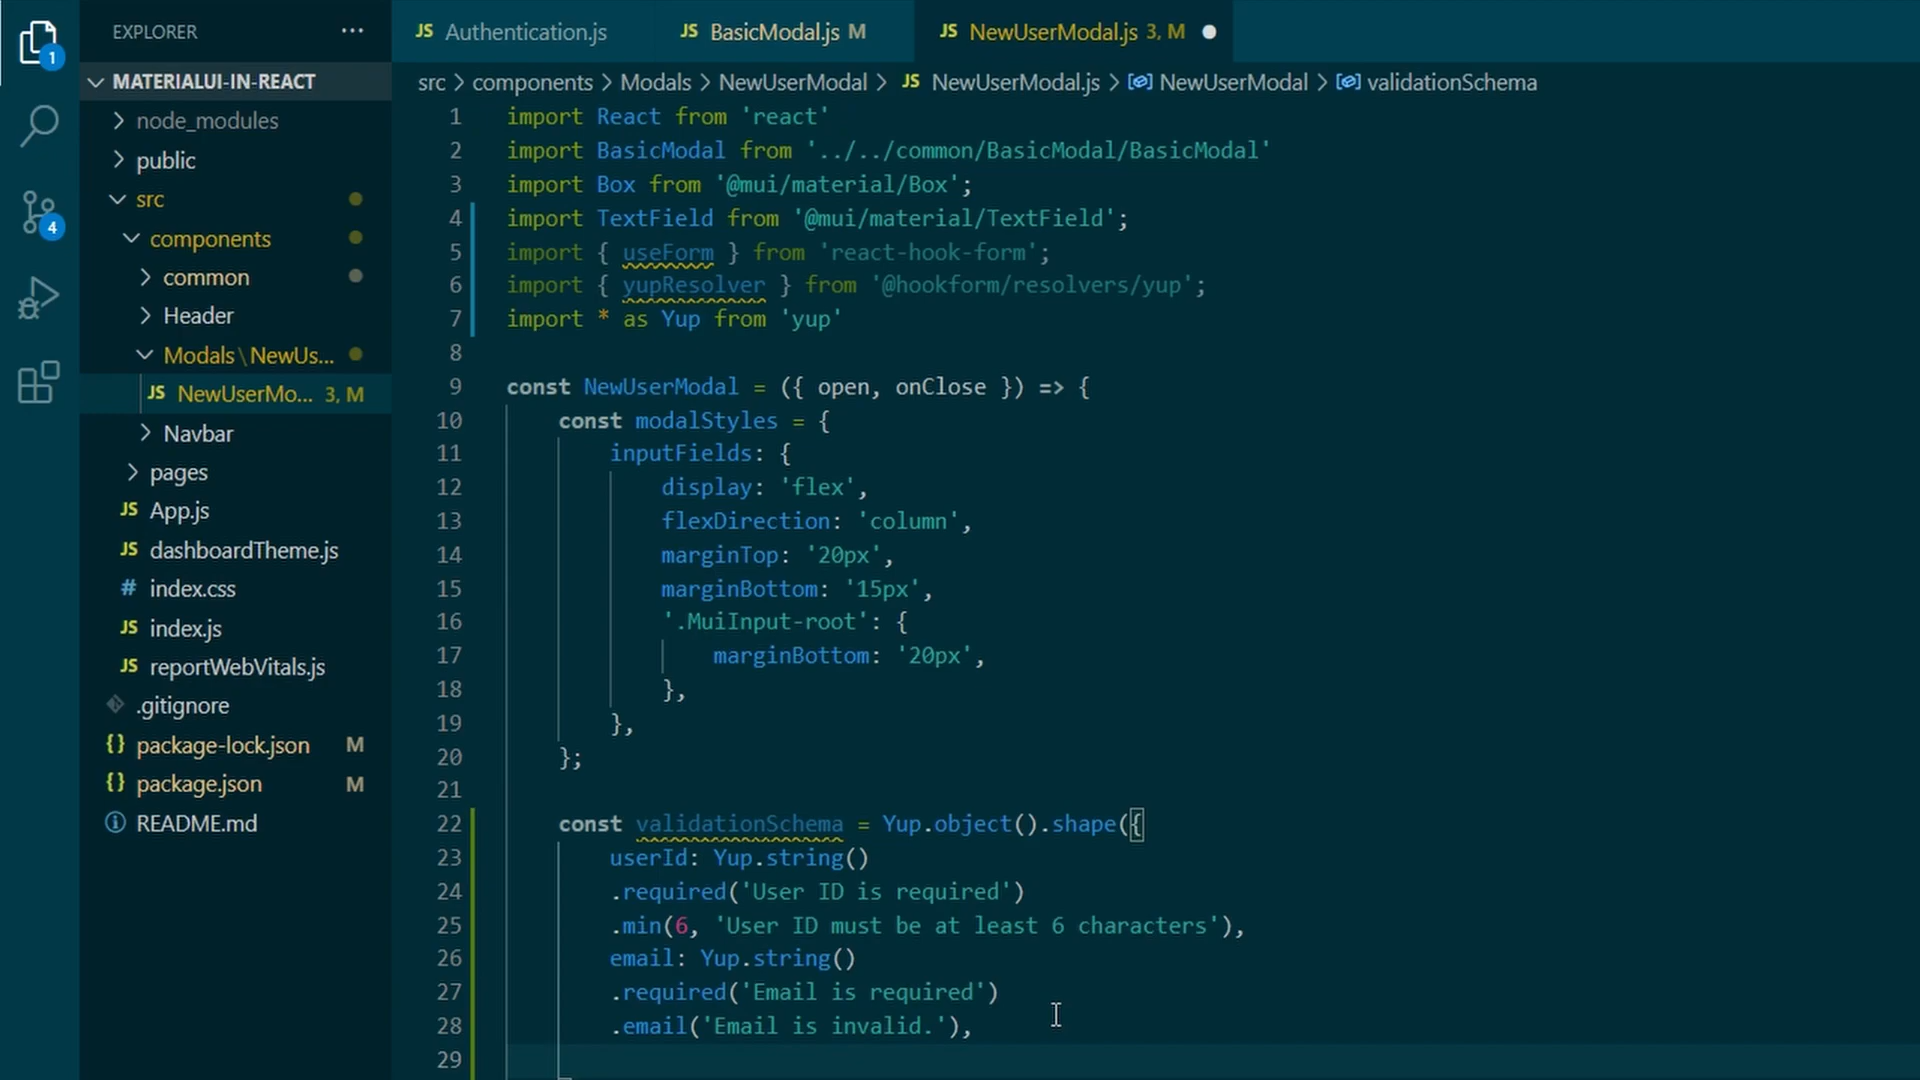 EXPLORER ...
JS Authentication.js
JS BasicModal.js M
JS NewUserModal.js 3, M
1
4
MATERIALUI-IN-REACT
node_modules
public
src
components
common
Header
Modals\NewUs...
JS NewUserMo... 3, M
Navbar
pages
JS App.js
JS dashboardTheme.js
# index.css
JS index.js
JS reportWebVitals.js
.gitignore
{} package-lock.json M
{} package.json M
README.md
src > components > Modals > NewUserModal > JS NewUserModal.js > NewUserModal > validationSchema
1 import React from 'react'
2 import BasicModal from '../../common/BasicModal/BasicModal'
3 import Box from '@mui/material/Box';
4 import TextField from '@mui/material/TextField';
5 import { useForm } from 'react-hook-form';
6 import { yupResolver } from '@hookform/resolvers/yup';
7 import * as Yup from 'yup'
8
9 const NewUserModal = ({ open, onClose }) => {
10 const modalStyles = {
11 inputFields: {
12 display: 'flex',
13 flexDirection: 'column',
14 marginTop: '20px',
15 marginBottom: '15px',
16 '.MuiInput-root': {
17 marginBottom: '20px',
18 },
19 },
20 };
21
22 const validationSchema = Yup.object().shape({
23 userId: Yup.string()
24 .required('User ID is required')
25 .min(6, 'User ID must be at least 6 characters'),
26 email: Yup.string()
27 .required('Email is required')
28 .email('Email is invalid.'),
29